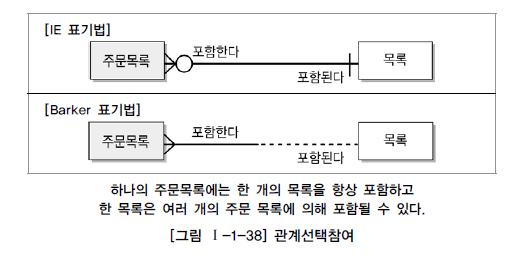 [IE 표기법]
주문목록
포함한다
포함된다
목록
[Barker 표기법]
주문목록
포함한다
포함된다
목록
하나의 주문목록에는 한 개의 목록을 항상 포함하고
한 목록은 여러 개의 주문 목록에 의해 포함될 수 있다.
[그림 Ⅰ-1-38] 관계선택참여